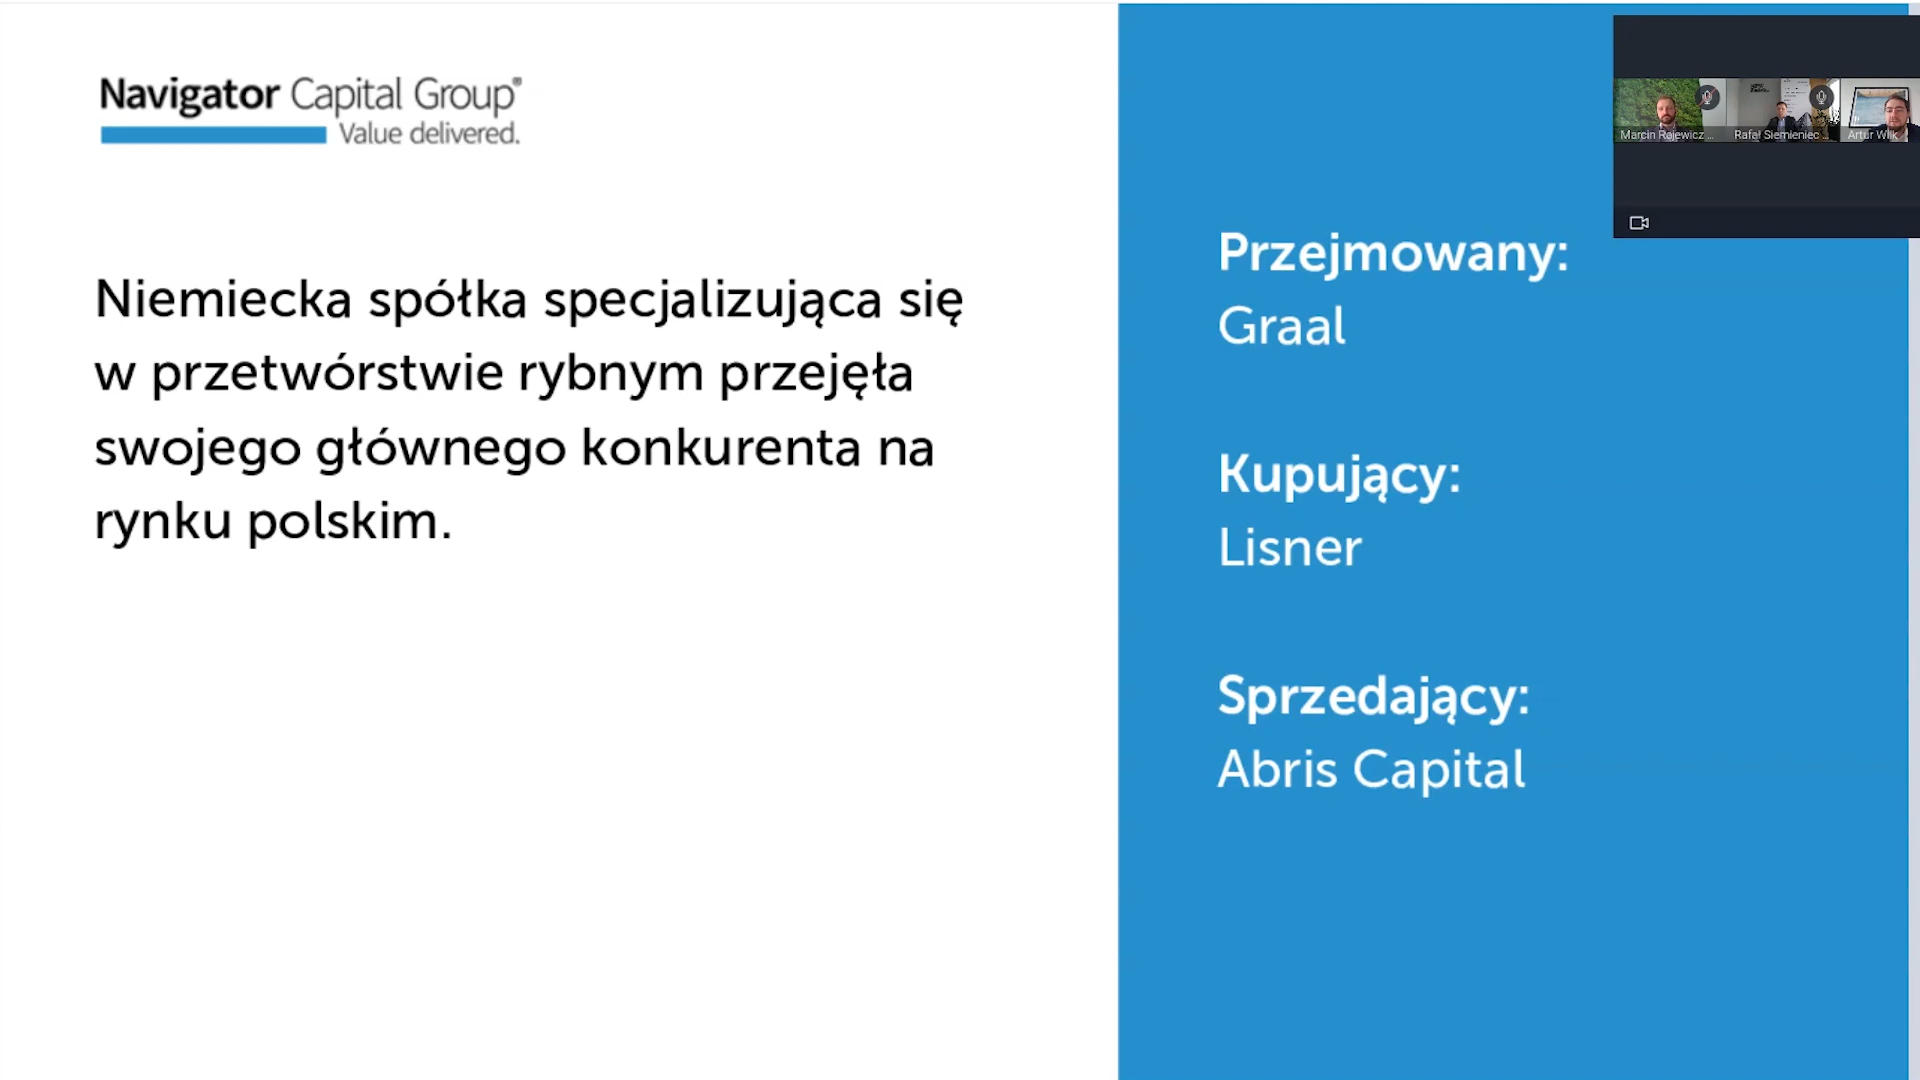 Navigator Capital Group®
Value delivered.
Niemiecka spółka specjalizująca się
w przetwórstwie rybnym przejęła
swojego głównego konkurenta na
rynku polskim.
Przejmowany:
Graal
Kupujący:
Lisner
Sprzedający:
Abris Capital
Marcin Rajewicz ...
Rafał Siemieniec ...
Artur Wilk